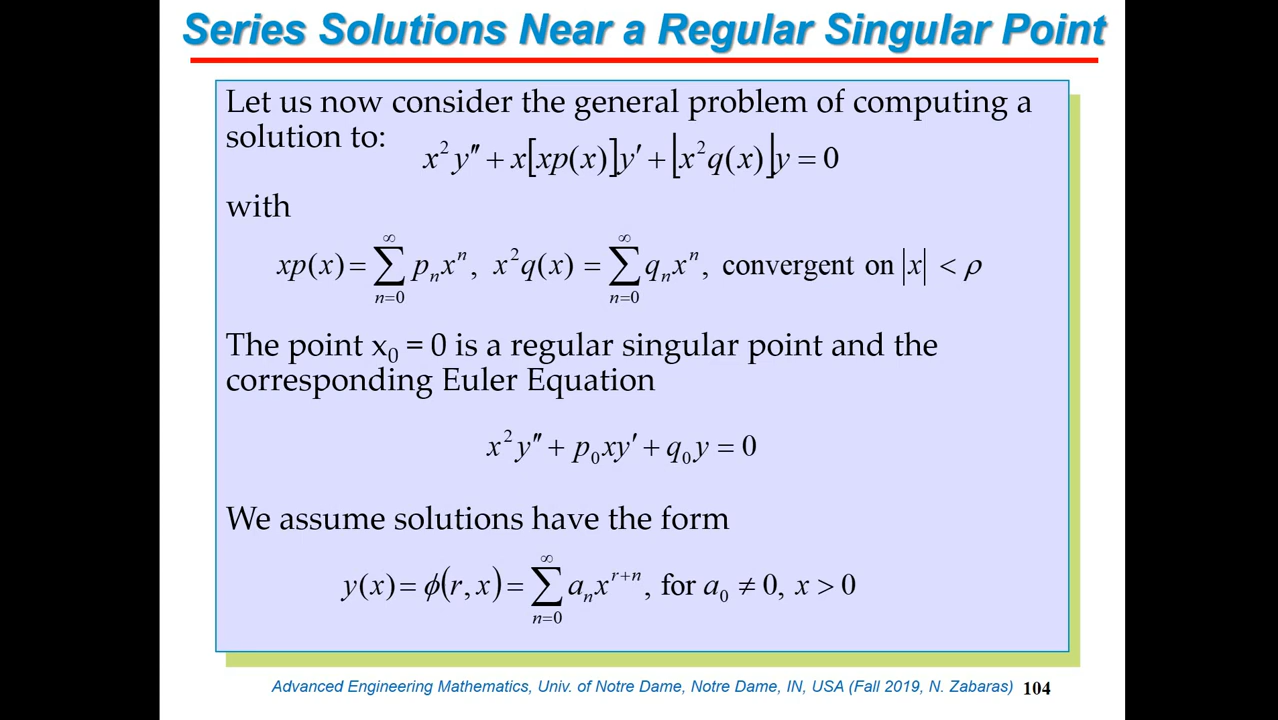 Series Solutions Near a Regular Singular Point
Let us now consider the general problem of computing a
solution to:
x²y″ + x[xp(x)]y′ + [x²q(x)]y = 0
with
xp(x) = ∑_{n=0}^{∞} pₙxⁿ, x²q(x) = ∑_{n=0}^{∞} qₙxⁿ, convergent on |x| < ρ
The point x₀ = 0 is a regular singular point and the
corresponding Euler Equation
x²y″ + p₀xy′ + q₀y = 0
We assume solutions have the form
y(x) = ϕ(r, x) = ∑_{n=0}^{∞} aₙx^{r+n}, for a₀ ≠ 0, x > 0
Advanced Engineering Mathematics, Univ. of Notre Dame, Notre Dame, IN, USA (Fall 2019, N. Zabaras) 104